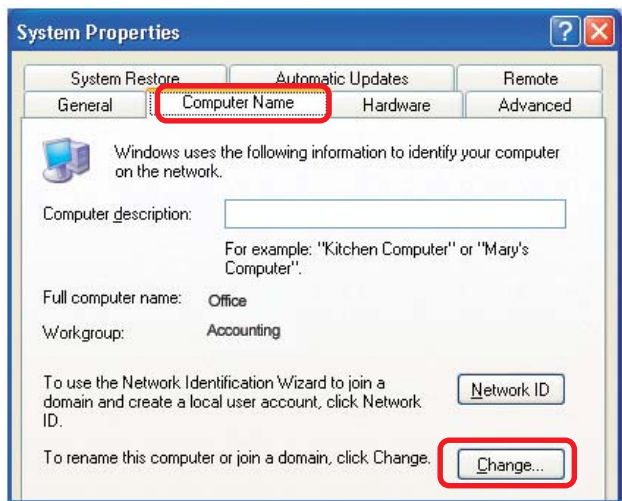 System Properties
System Restore Automatic Updates Remote
General Computer Name Hardware Advanced
Windows uses the following information to identify your computer
on the network.
Computer description:
For example: "Kitchen Computer" or "Mary's
Computer".
Full computer name: Office
Workgroup: Accounting
To use the Network Identification Wizard to join a
domain and create a local user account, click Network
ID.
Network ID
To rename this computer or join a domain, click Change.
Change...